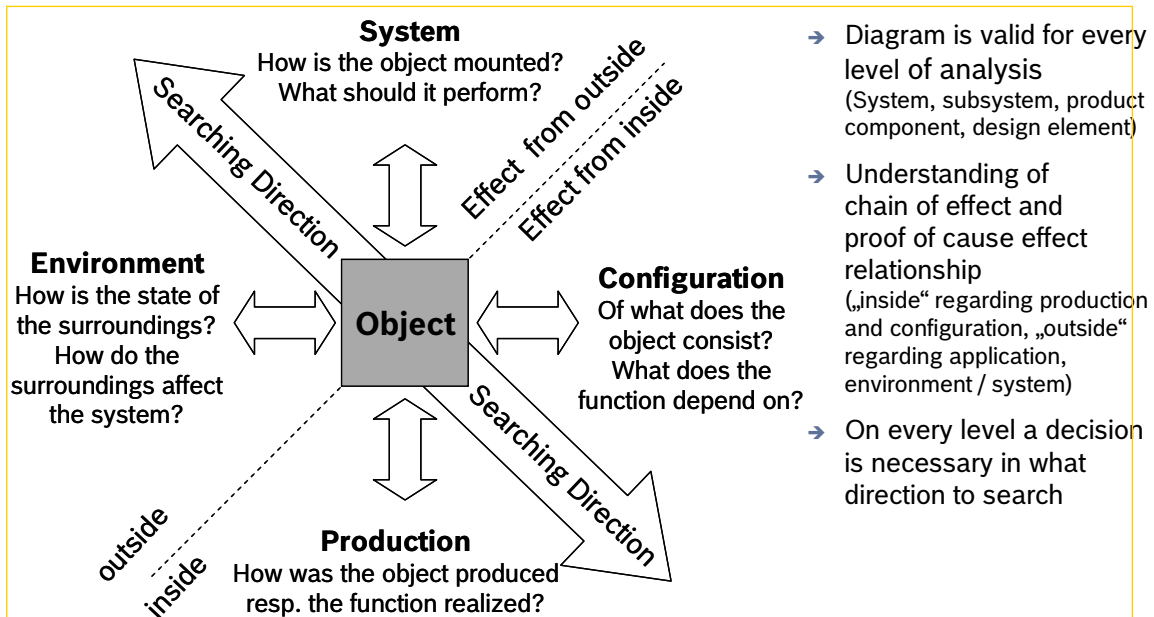 System
How is the object mounted?
What should it perform?
Searching Direction
Effect from outside
Effect from inside
Environment
How is the state of
the surroundings?
How do the
surroundings affect
the system?
Object
Configuration
Of what does the
object consist?
What does the
function depend on?
Searching Direction
outside
inside
Production
How was the object produced
resp. the function realized?
→ Diagram is valid for every
level of analysis
(System, subsystem, product
component, design element)
→ Understanding of
chain of effect and
proof of cause effect
relationship
(„inside“ regarding production
and configuration, „outside“
regarding application,
environment / system)
→ On every level a decision
is necessary in what
direction to search